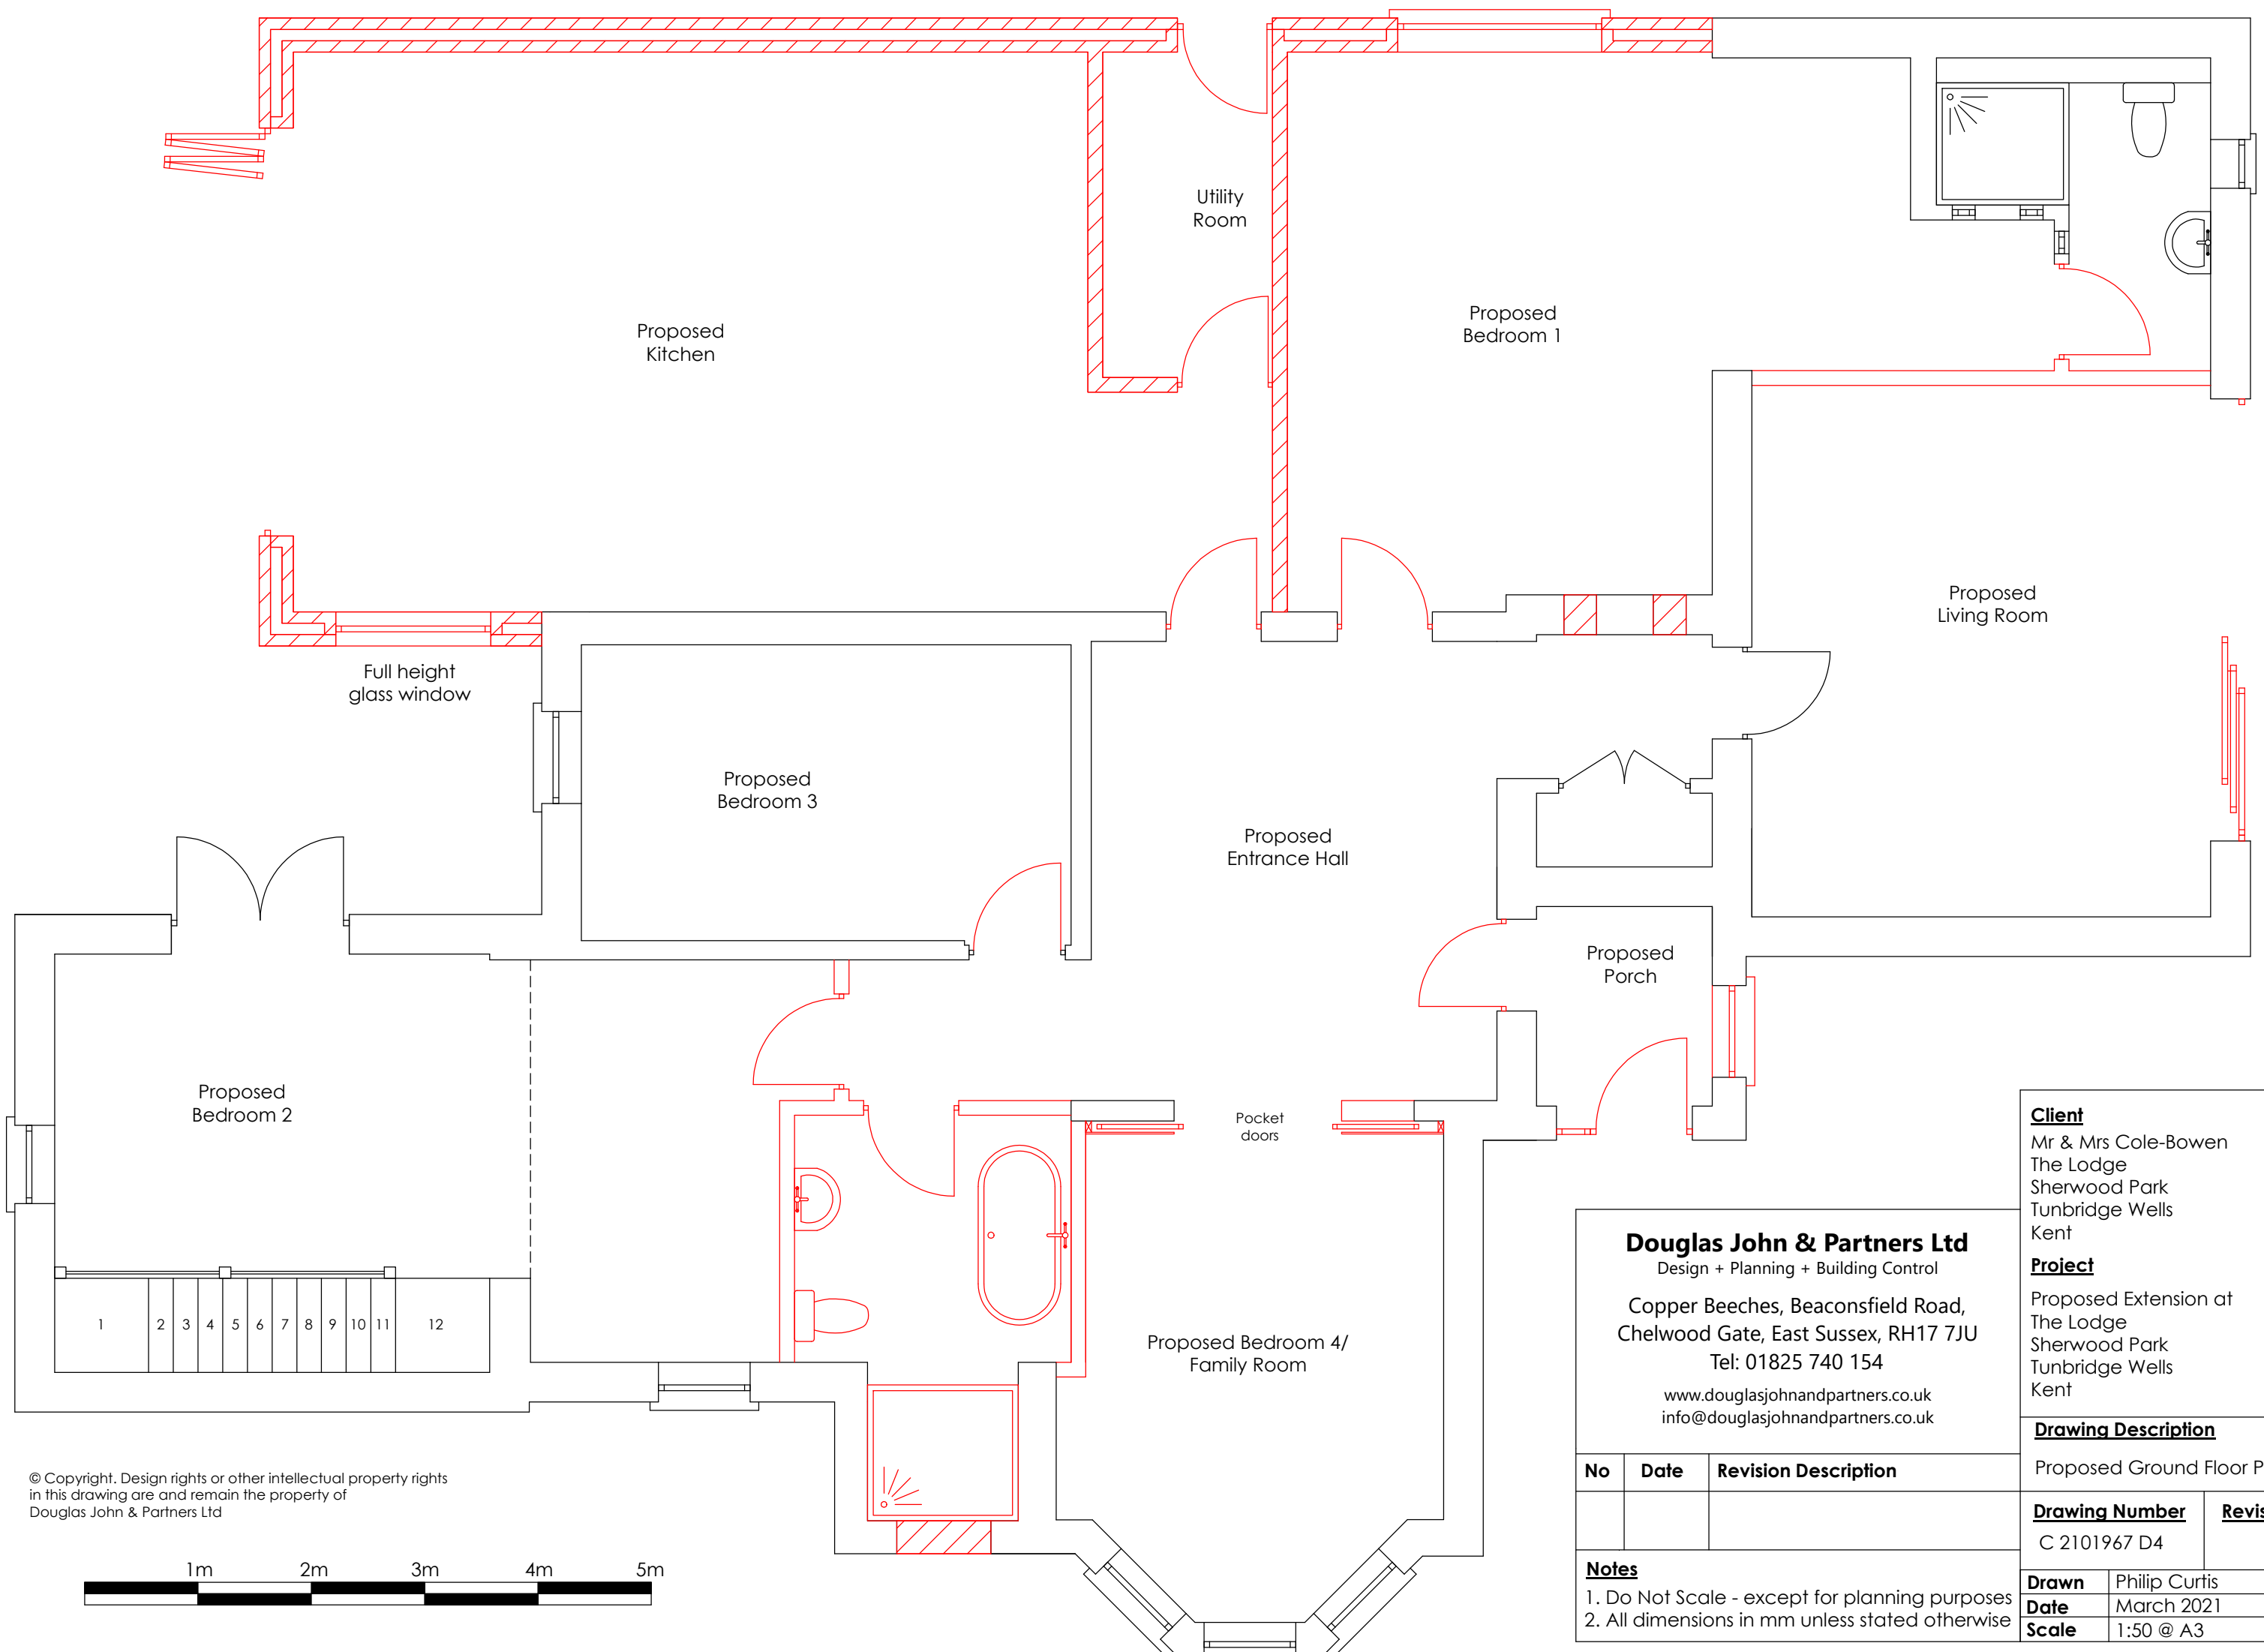 Utility
Room
Proposed
Kitchen
Proposed
Bedroom 1
Proposed
Living Room
Full height
glass window
Proposed
Bedroom 3
Proposed
Entrance Hall
Proposed
Porch
Proposed
Bedroom 2
Pocket
doors
1 2 3 4 5 6 7 8 9 10 11 12
Proposed Bedroom 4/
Family Room
© Copyright. Design rights or other intellectual property rights
in this drawing are and remain the property of
Douglas John & Partners Ltd
1m 2m 3m 4m 5m
Douglas John & Partners Ltd
Design + Planning + Building Control
Copper Beeches, Beaconsfield Road,
Chelwood Gate, East Sussex, RH17 7JU
Tel: 01825 740 154
www.douglasjohnandpartners.co.uk
info@douglasjohnandpartners.co.uk
No Date Revision Description
Notes
1. Do Not Scale - except for planning purposes
2. All dimensions in mm unless stated otherwise
Client
Mr & Mrs Cole-Bowen
The Lodge
Sherwood Park
Tunbridge Wells
Kent
Project
Proposed Extension at
The Lodge
Sherwood Park
Tunbridge Wells
Kent
Drawing Description
Proposed Ground Floor P
Drawing Number Revis
C 2101967 D4
Drawn Philip Curtis
Date March 2021
Scale 1:50 @ A3